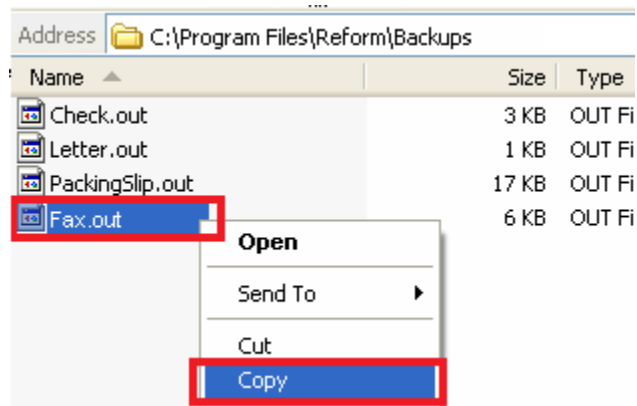 Address C:\Program Files\Reform\Backups
Name Size Type
Check.out 3 KB OUT Fi
Letter.out 1 KB OUT Fi
PackingSlip.out 17 KB OUT Fi
Fax.out 6 KB OUT Fi
Open
Send To
Cut
Copy